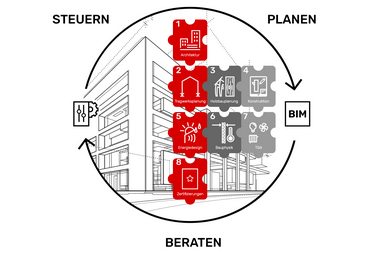 STEUERN
PLANEN
1
Architektur
2
Tragwerksplanung
3
Holzbauplanung
4
Konstruktion
BIM
5
Energiedesign
6
Bauphysik
7
TGA
8
Zertifizierungen
BERATEN